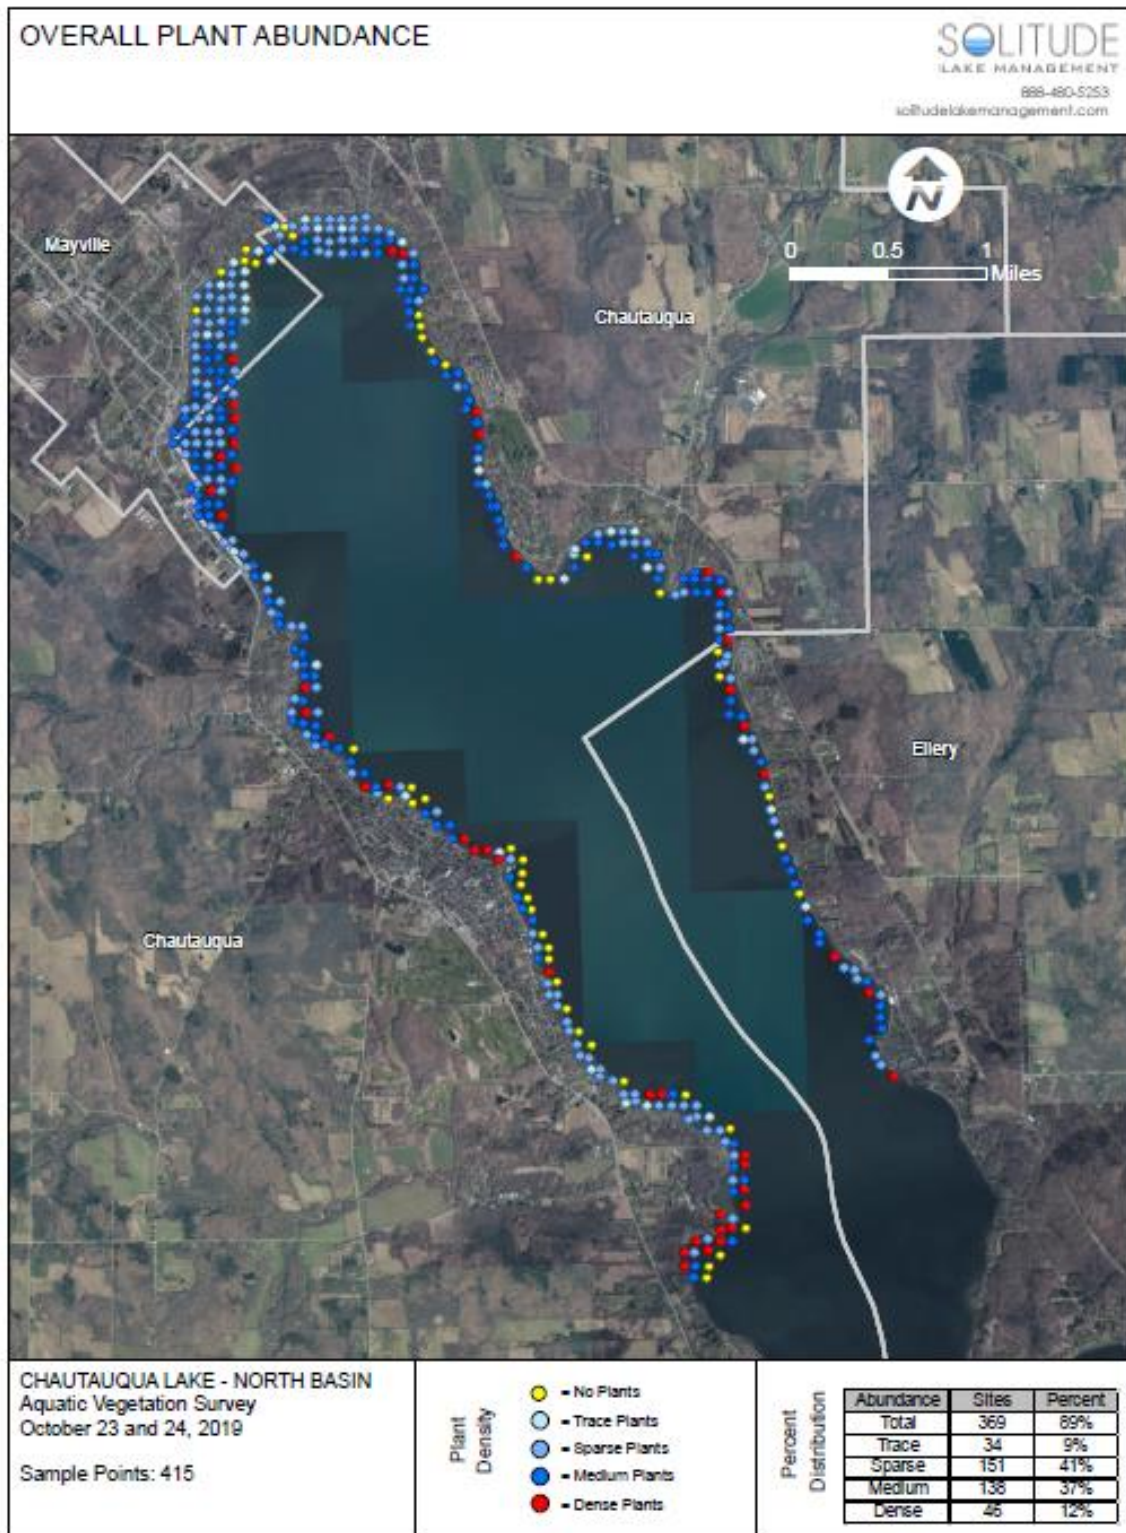 OVERALL PLANT ABUNDANCE
SOLITUDE
LAKE MANAGEMENT
888-480-5253
solitudelakemanagement.com
Mayville
N
0 0.5 1
Miles
Chautauqua
Ellery
Chautauqua
CHAUTAUQUA LAKE - NORTH BASIN
Aquatic Vegetation Survey
October 23 and 24, 2019
Sample Points: 415
Plant
Density
= No Plants
= Trace Plants
= Sparse Plants
= Medium Plants
= Dense Plants
Percent
Distribution
Abundance Sites Percent
Total 369 89%
Trace 34 9%
Sparse 151 41%
Medium 138 37%
Dense 46 12%